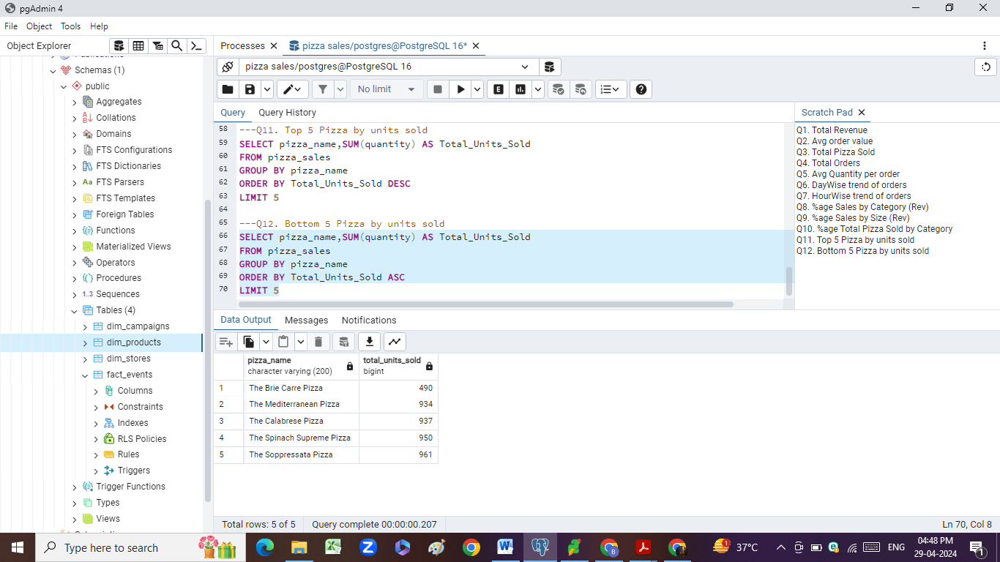 pgAdmin 4
File Object Tools Help
Object Explorer
Processes
pizza sales/postgres@PostgreSQL 16*
pizza sales/postgres@PostgreSQL 16
No limit
Schemas (1)
public
Aggregates
Collations
Domains
FTS Configurations
FTS Dictionaries
Aa FTS Parsers
FTS Templates
Foreign Tables
Functions
Materialized Views
Operators
Procedures
1..3 Sequences
Tables (4)
dim_campaigns
dim_products
dim_stores
fact_events
Columns
Constraints
Indexes
RLS Policies
Rules
Triggers
Trigger Functions
Types
Views
Query Query History
58 ---Q11. Top 5 Pizza by units sold
59 SELECT pizza_name,SUM(quantity) AS Total_Units_Sold
60 FROM pizza_sales
61 GROUP BY pizza_name
62 ORDER BY Total_Units_Sold DESC
63 LIMIT 5
64
65 ---Q12. Bottom 5 Pizza by units sold
66 SELECT pizza_name,SUM(quantity) AS Total_Units_Sold
67 FROM pizza_sales
68 GROUP BY pizza_name
69 ORDER BY Total_Units_Sold ASC
70 LIMIT 5
Scratch Pad
Q1. Total Revenue
Q2. Avg order value
Q3. Total Pizza Sold
Q4. Total Orders
Q5. Avg Quantity per order
Q6. DayWise trend of orders
Q7. HourWise trend of orders
Q8. %age Sales by Category (Rev)
Q9. %age Sales by Size (Rev)
Q10. %age Total Pizza Sold by Category
Q11. Top 5 Pizza by units sold
Q12. Bottom 5 Pizza by units sold
Data Output Messages Notifications
pizza_name total_units_sold
character varying (200) bigint
1 The Brie Carre Pizza 490
2 The Mediterranean Pizza 934
3 The Calabrese Pizza 937
4 The Spinach Supreme Pizza 950
5 The Soppressata Pizza 961
Total rows: 5 of 5 Query complete 00:00:00.207 Ln 70, Col 8
Type here to search
37°C ENG 04:48 PM
29-04-2024